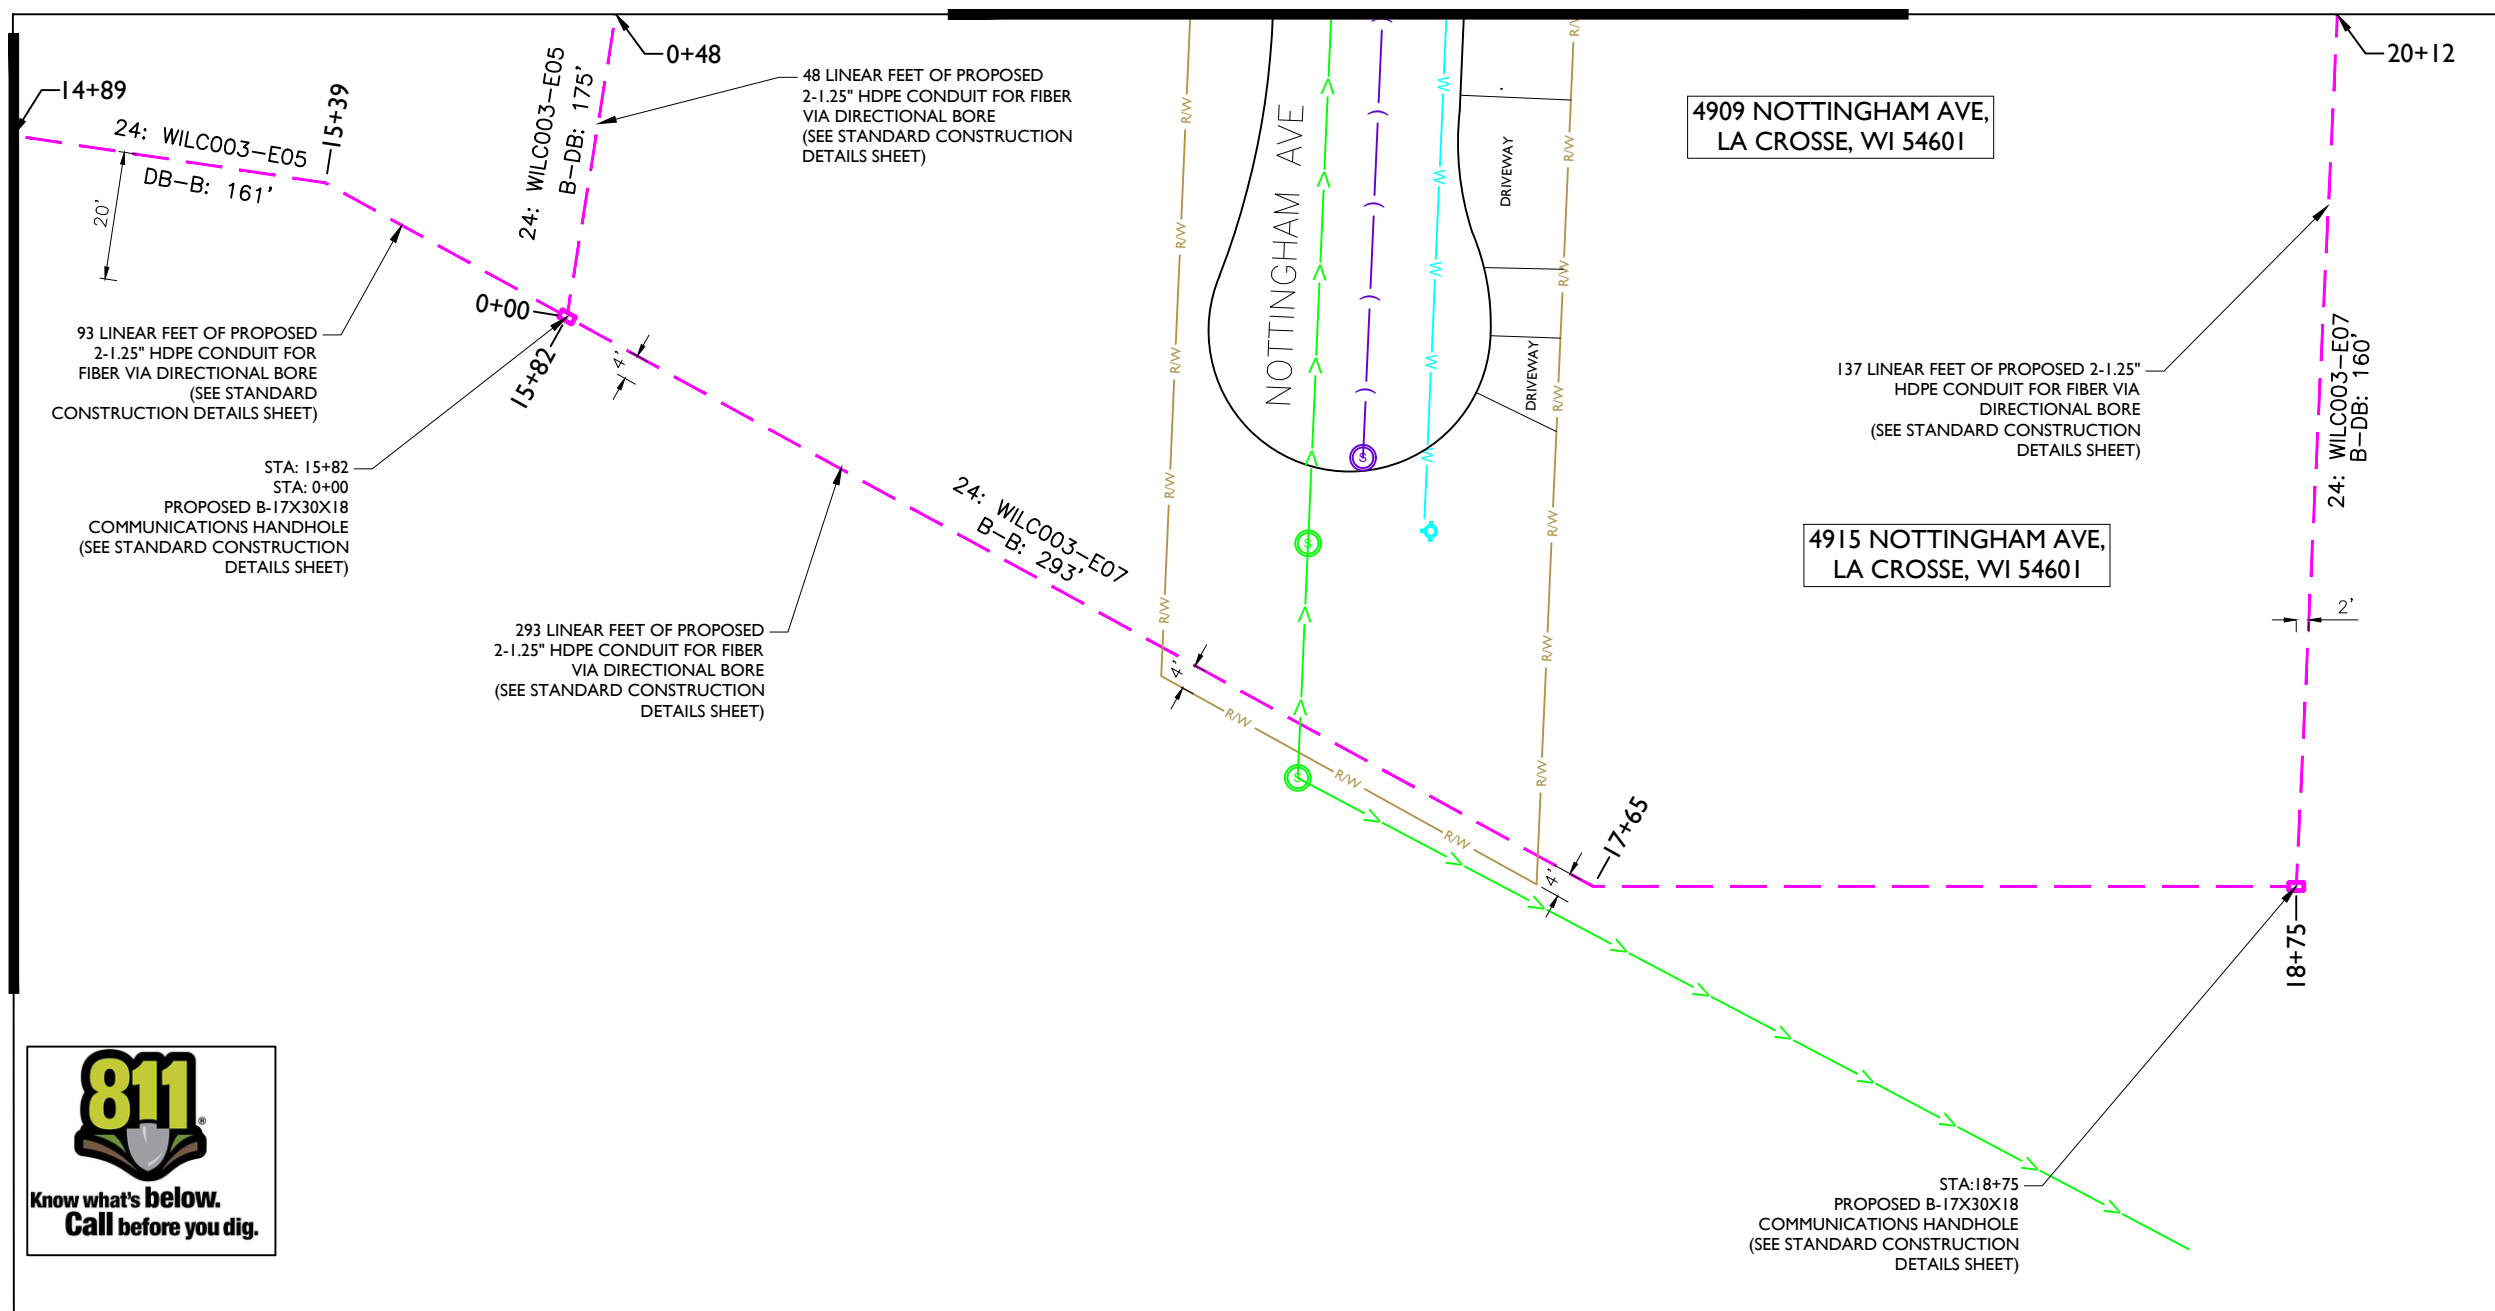 14+89
24: WILC003-E05
DB-B: 161'
20'
15+39
0+48
24: WILC003-E05
B-DB: 175'
48 LINEAR FEET OF PROPOSED
2-1.25" HDPE CONDUIT FOR FIBER
VIA DIRECTIONAL BORE
(SEE STANDARD CONSTRUCTION
DETAILS SHEET)
93 LINEAR FEET OF PROPOSED
2-1.25" HDPE CONDUIT FOR
FIBER VIA DIRECTIONAL BORE
(SEE STANDARD
CONSTRUCTION DETAILS SHEET)
0+00
15+82
4'
STA: 15+82
STA: 0+00
PROPOSED B-17X30X18
COMMUNICATIONS HANDHOLE
(SEE STANDARD CONSTRUCTION
DETAILS SHEET)
293 LINEAR FEET OF PROPOSED
2-1.25" HDPE CONDUIT FOR FIBER
VIA DIRECTIONAL BORE
(SEE STANDARD CONSTRUCTION
DETAILS SHEET)
24: WILC003-E07
B-B: 293'
4'
R/W
R/W
R/W
R/W
R/W
R/W
R/W
R/W
R/W
NOTTINGHAM AVE
S
S
S
W
W
W
W
W
DRIVEWAY
DRIVEWAY
R/W
R/W
R/W
R/W
R/W
R/W
R/W
4'
17+65
4909 NOTTINGHAM AVE,
LA CROSSE, WI 54601
20+12
137 LINEAR FEET OF PROPOSED 2-1.25"
HDPE CONDUIT FOR FIBER VIA
DIRECTIONAL BORE
(SEE STANDARD CONSTRUCTION
DETAILS SHEET)
24: WILC003-E07
B-DB: 160'
4915 NOTTINGHAM AVE,
LA CROSSE, WI 54601
2'
18+75
STA:18+75
PROPOSED B-17X30X18
COMMUNICATIONS HANDHOLE
(SEE STANDARD CONSTRUCTION
DETAILS SHEET)
811®
Know what's below.
Call before you dig.